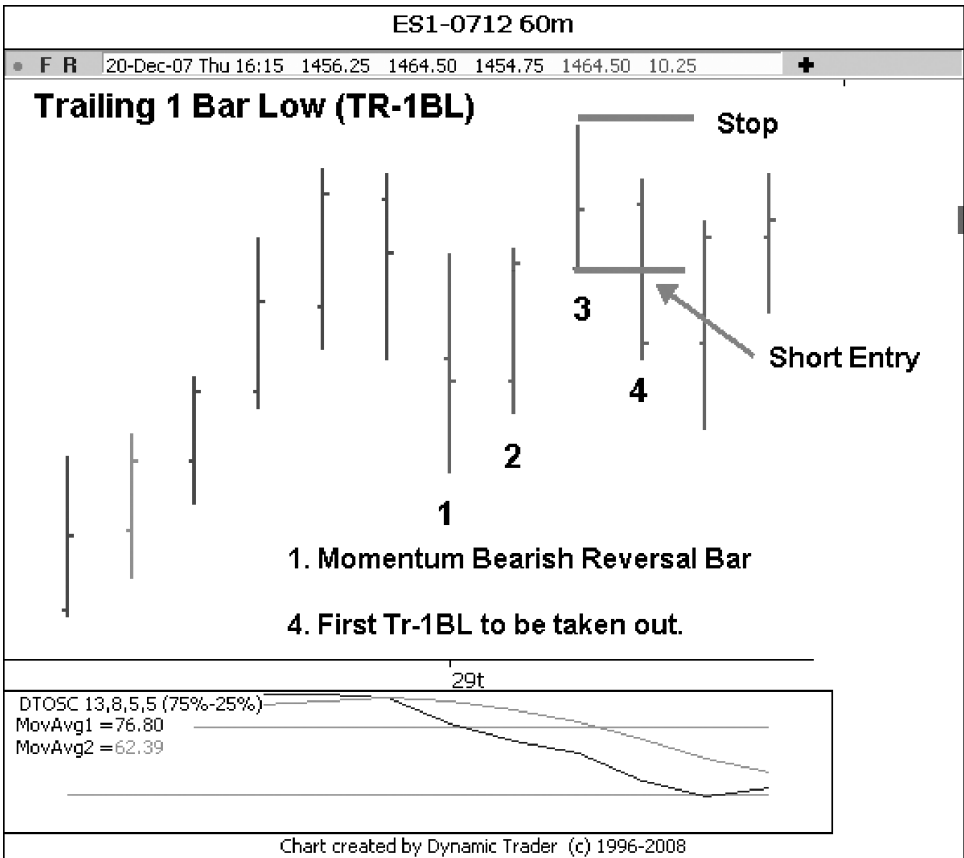 ES1-0712 60m
F R 20-Dec-07 Thu 16:15 1456.25 1464.50 1454.75 1464.50 10.25
Trailing 1 Bar Low (TR-1BL)
Stop
3
Short Entry
4
2
1
1. Momentum Bearish Reversal Bar
4. First Tr-1BL to be taken out.
29t
DTOSC 13,8,5,5 (75%-25%)
MovAvg1 =76.80
MovAvg2 =62.39
Chart created by Dynamic Trader (c) 1996-2008